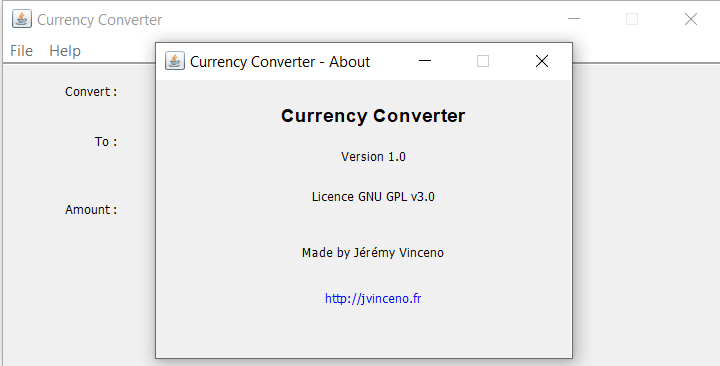 Currency Converter
File Help
Currency Converter - About
Convert :
To :
Amount :
Currency Converter
Version 1.0
Licence GNU GPL v3.0
Made by Jérémy Vinceno
http://jvinceno.fr